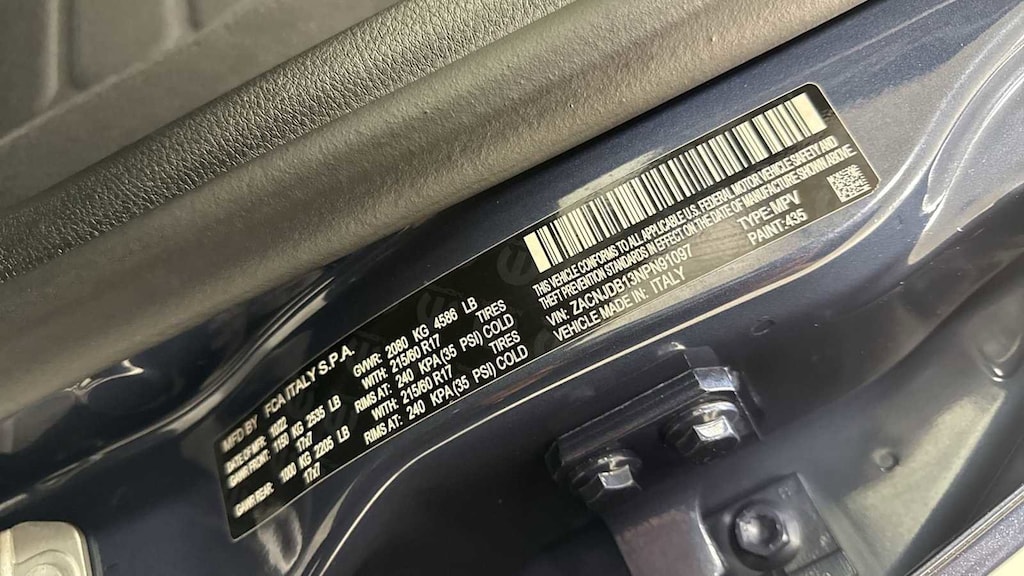 MFD BY FCA ITALY S.P.A.
DATE OF MFR: 10/22 GVWR: 2080 KG 4586 LB
GAWR FRONT: 1150 KG 2535 LB WITH: 215/60 R17 TIRES
17x7 RIMS AT: 240 KPA (35 PSI) COLD
GAWR REAR: 1000 KG 2205 LB WITH: 215/60 R17 TIRES
17x7 RIMS AT: 240 KPA (35 PSI) COLD
THIS VEHICLE CONFORMS TO ALL APPLICABLE U.S. FEDERAL MOTOR VEHICLE SAFETY AND
THEFT PREVENTION STANDARDS IN EFFECT ON THE DATE OF MANUFACTURE SHOWN ABOVE
VIN: ZACNJDB13PN91097 TYPE: MPV
VEHICLE MADE IN: ITALY PAINT: 435